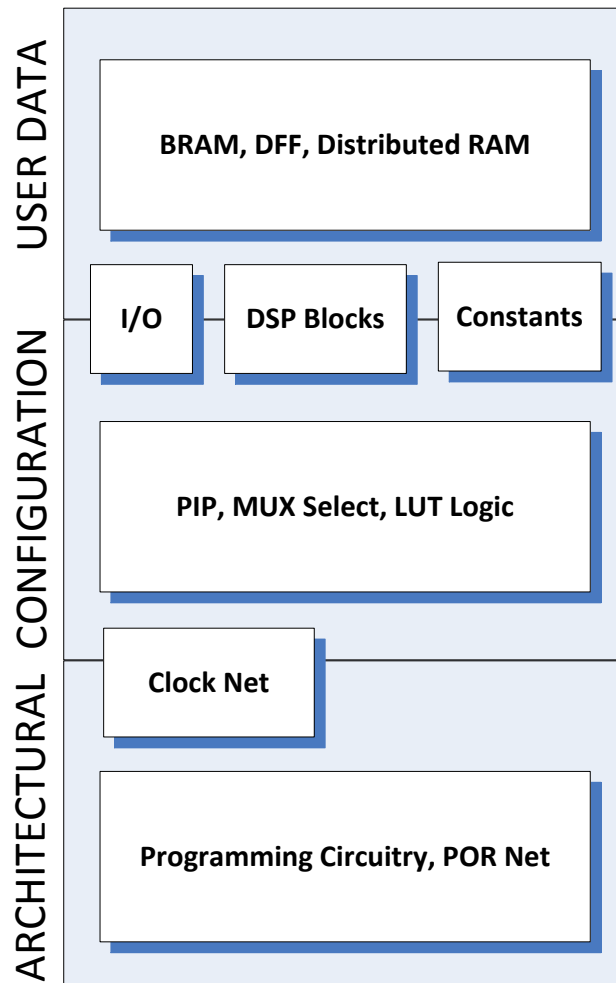 USER DATA
BRAM, DFF, Distributed RAM
I/O
DSP Blocks
Constants
CONFIGURATION
PIP, MUX Select, LUT Logic
Clock Net
ARCHITECTURAL
Programming Circuitry, POR Net